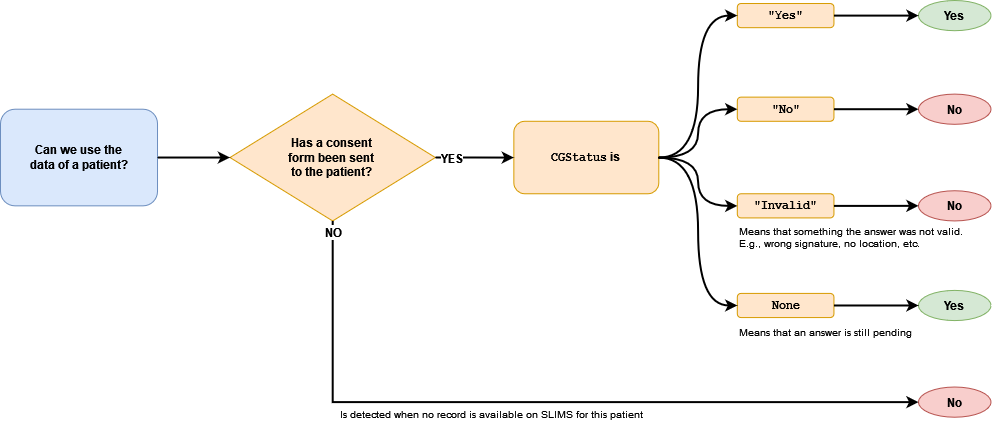 "Yes"
Yes
Can we use the
data of a patient?
Has a consent
form been sent
to the patient?
YES
CGStatus is
"No"
No
"Invalid"
No
Means that something the answer was not valid.
E.g., wrong signature, no location, etc.
NO
None
Yes
Means that an answer is still pending
No
Is detected when no record is available on SLIMS for this patient